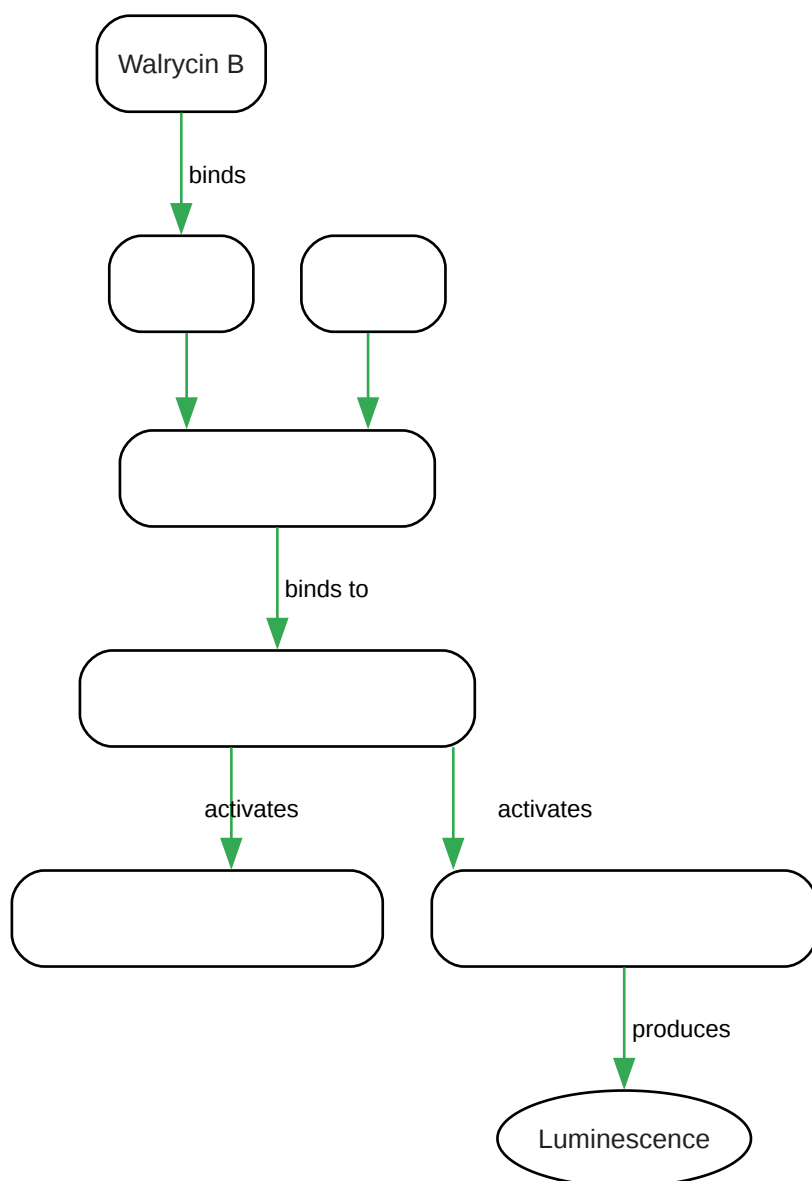 Walrycin B
binds
binds to
activates
activates
produces
Luminescence